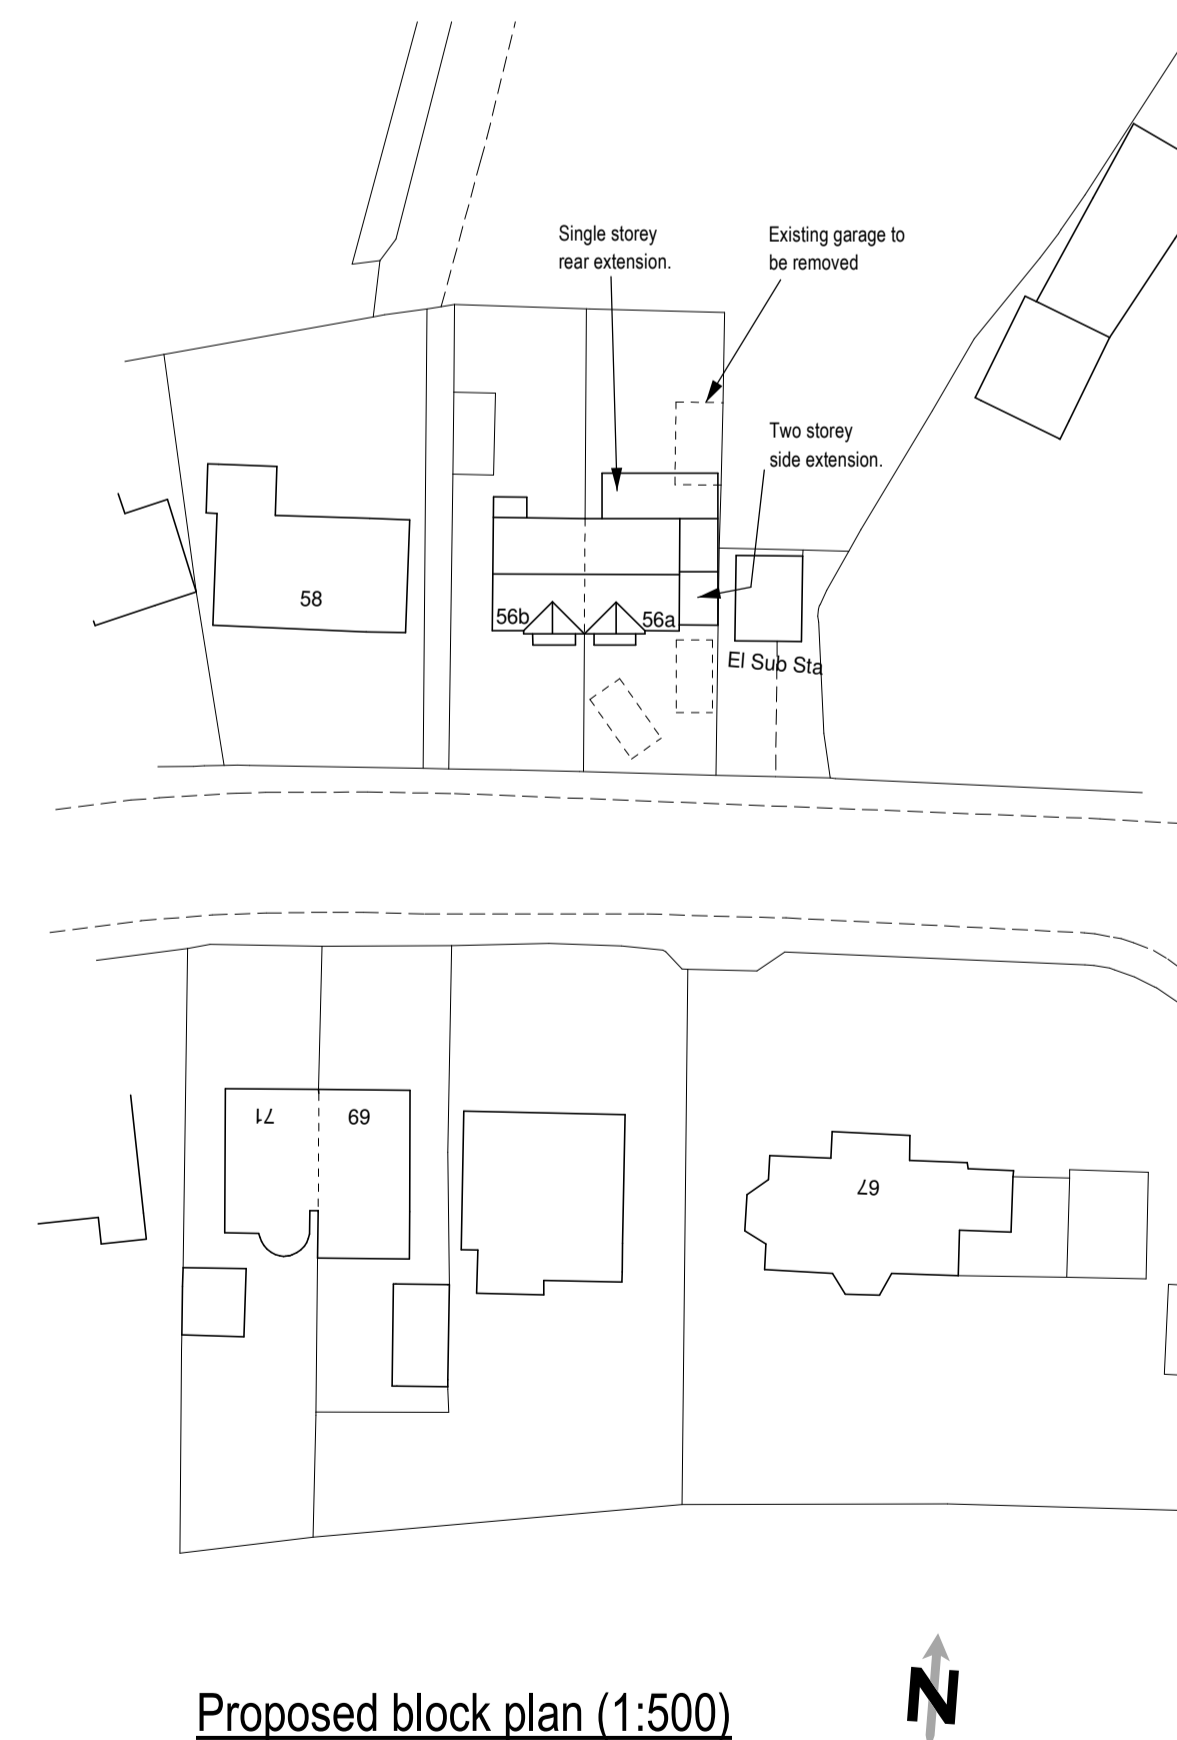 Single storey
rear extension.
Existing garage to
be removed
Two storey
side extension.
58
56b
56a
El Sub Sta
71
69
67
Proposed block plan (1:500)
N